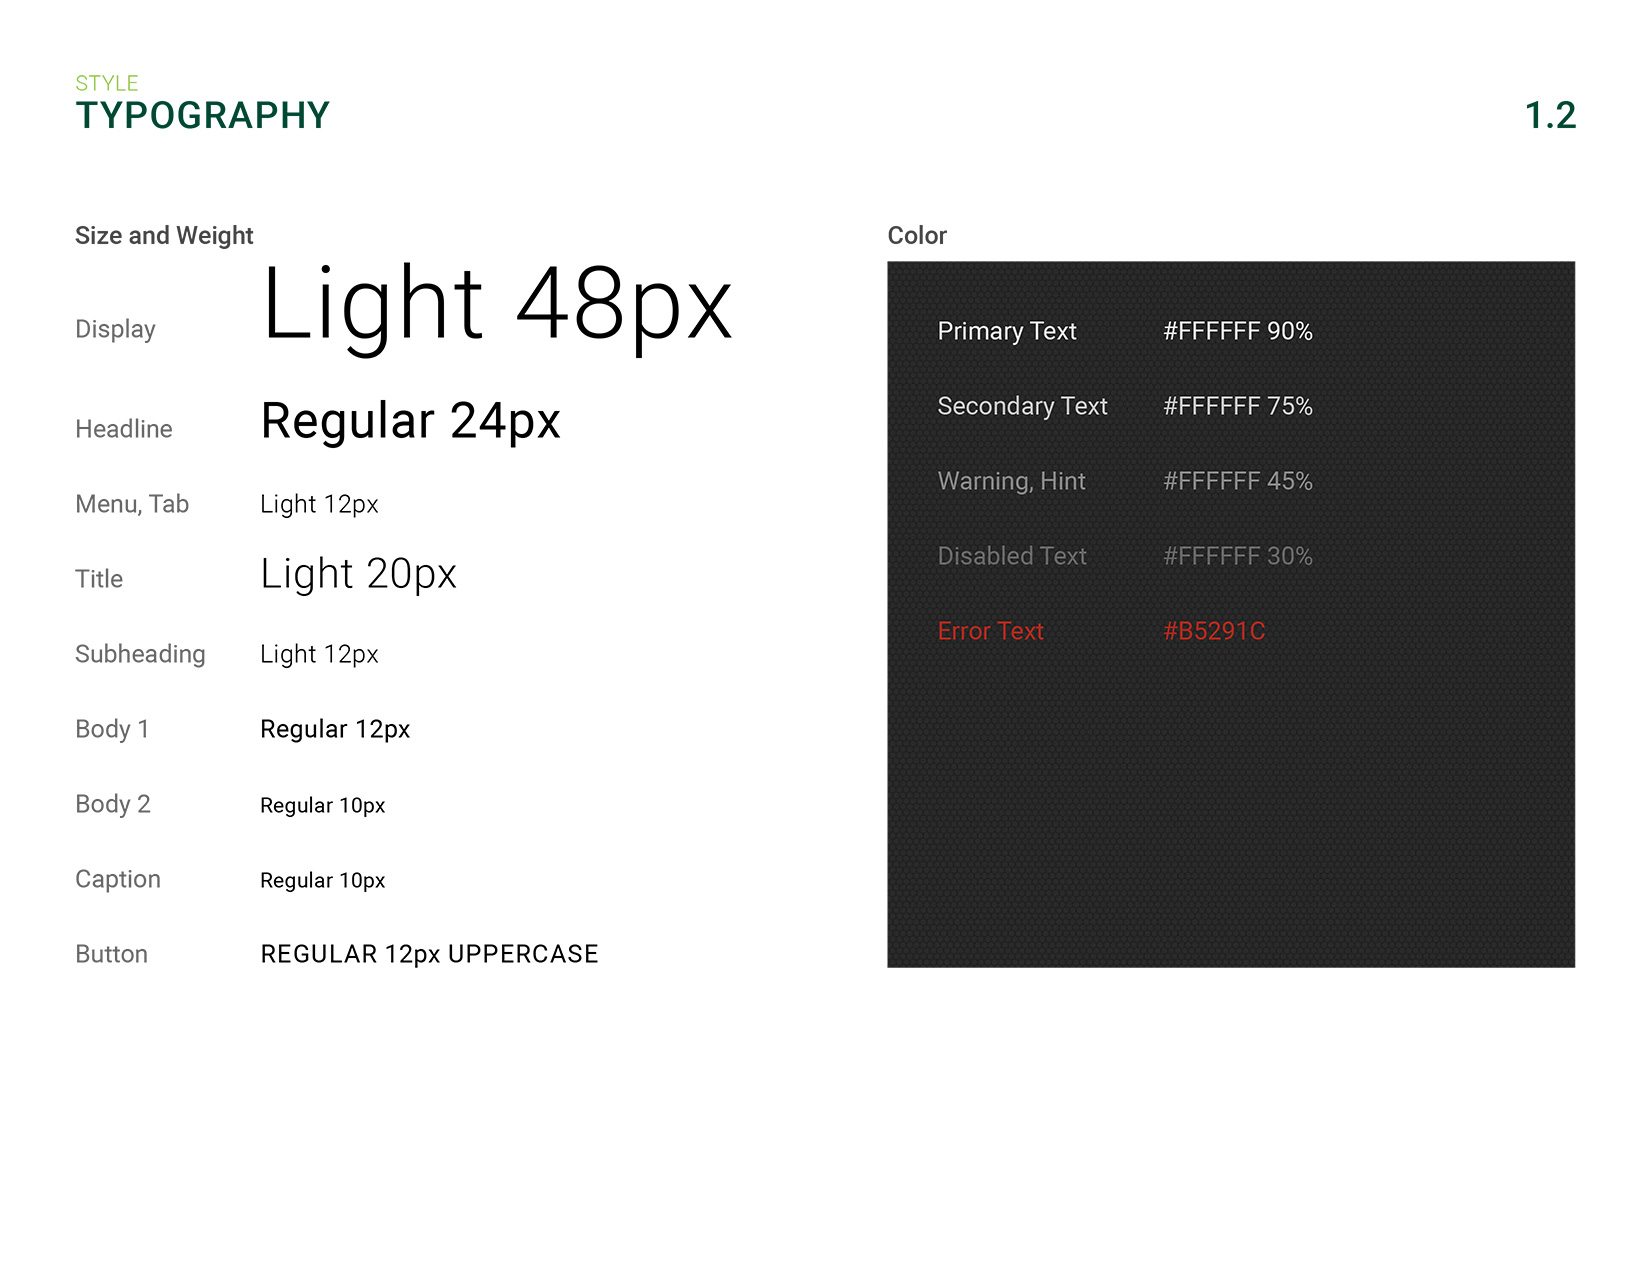 STYLE
TYPOGRAPHY
1.2
Size and Weight
Display Light 48px
Headline Regular 24px
Menu, Tab Light 12px
Title Light 20px
Subheading Light 12px
Body 1 Regular 12px
Body 2 Regular 10px
Caption Regular 10px
Button REGULAR 12px UPPERCASE
Color
Primary Text #FFFFFF 90%
Secondary Text #FFFFFF 75%
Warning, Hint #FFFFFF 45%
Disabled Text #FFFFFF 30%
Error Text #B5291C